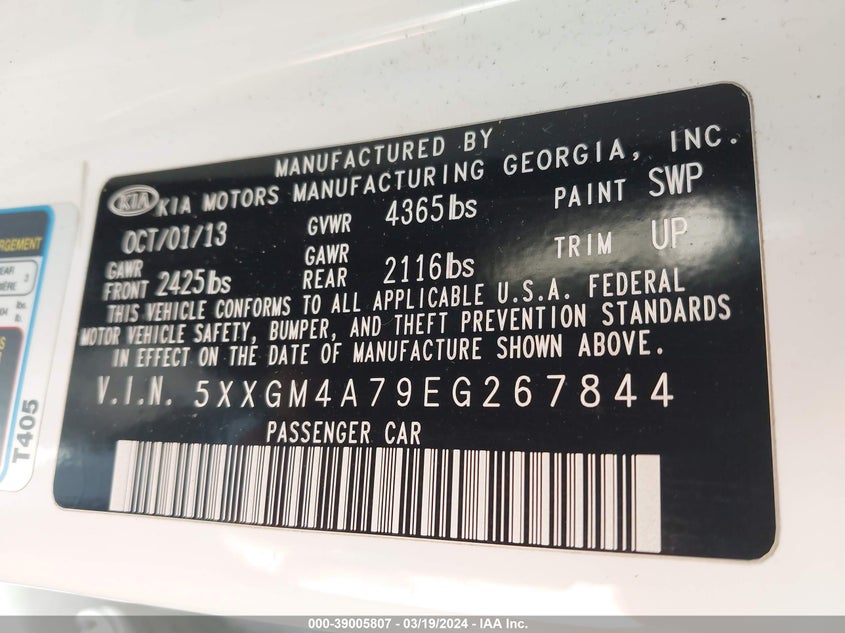 MANUFACTURED BY
KIA KIA MOTORS MANUFACTURING GEORGIA, INC.
OCT/01/13 GVWR 4365lbs PAINT SWP
GAWR FRONT 2425lbs GAWR REAR 2116lbs TRIM UP
THIS VEHICLE CONFORMS TO ALL APPLICABLE U.S.A. FEDERAL
MOTOR VEHICLE SAFETY, BUMPER, AND THEFT PREVENTION STANDARDS
IN EFFECT ON THE DATE OF MANUFACTURE SHOWN ABOVE.
V.I.N. 5XXGM4A79EG267844
PASSENGER CAR
T405
000-39005807 - 03/19/2024 - IAA Inc.